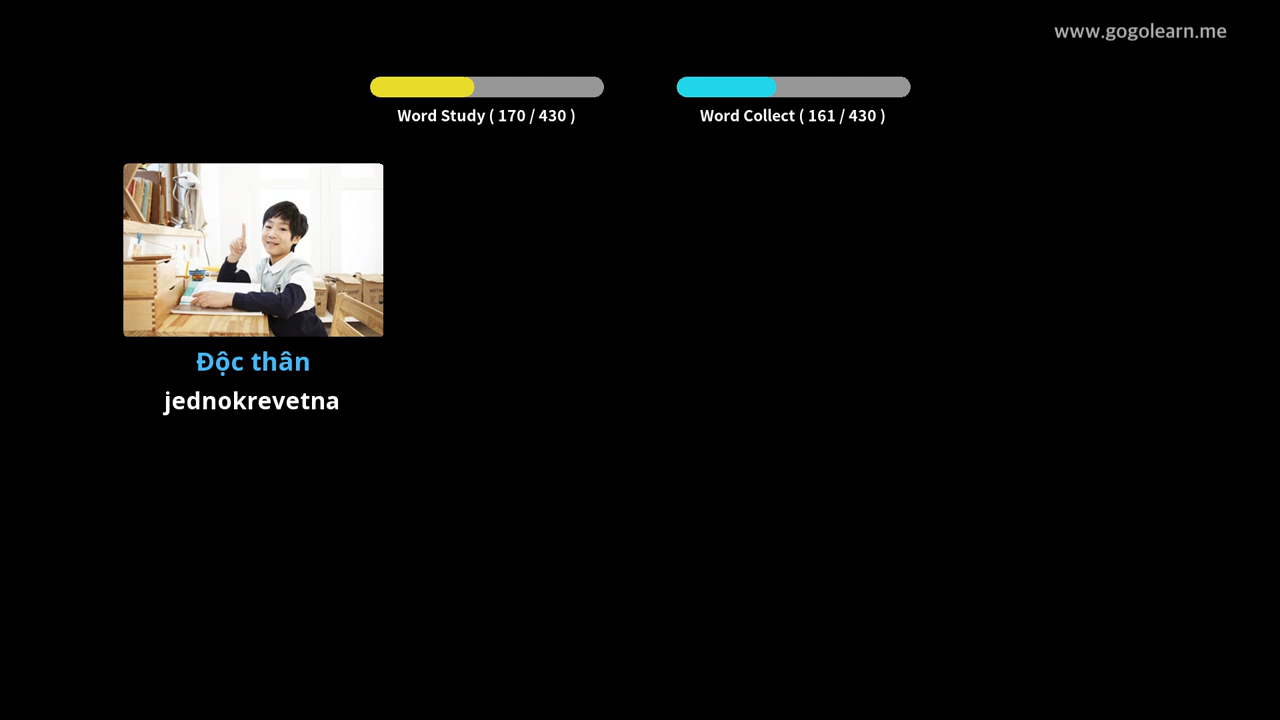 www.gogolearn.me
Word Study ( 170 / 430 )
Word Collect ( 161 / 430 )
Độc thân
jednokrevetna